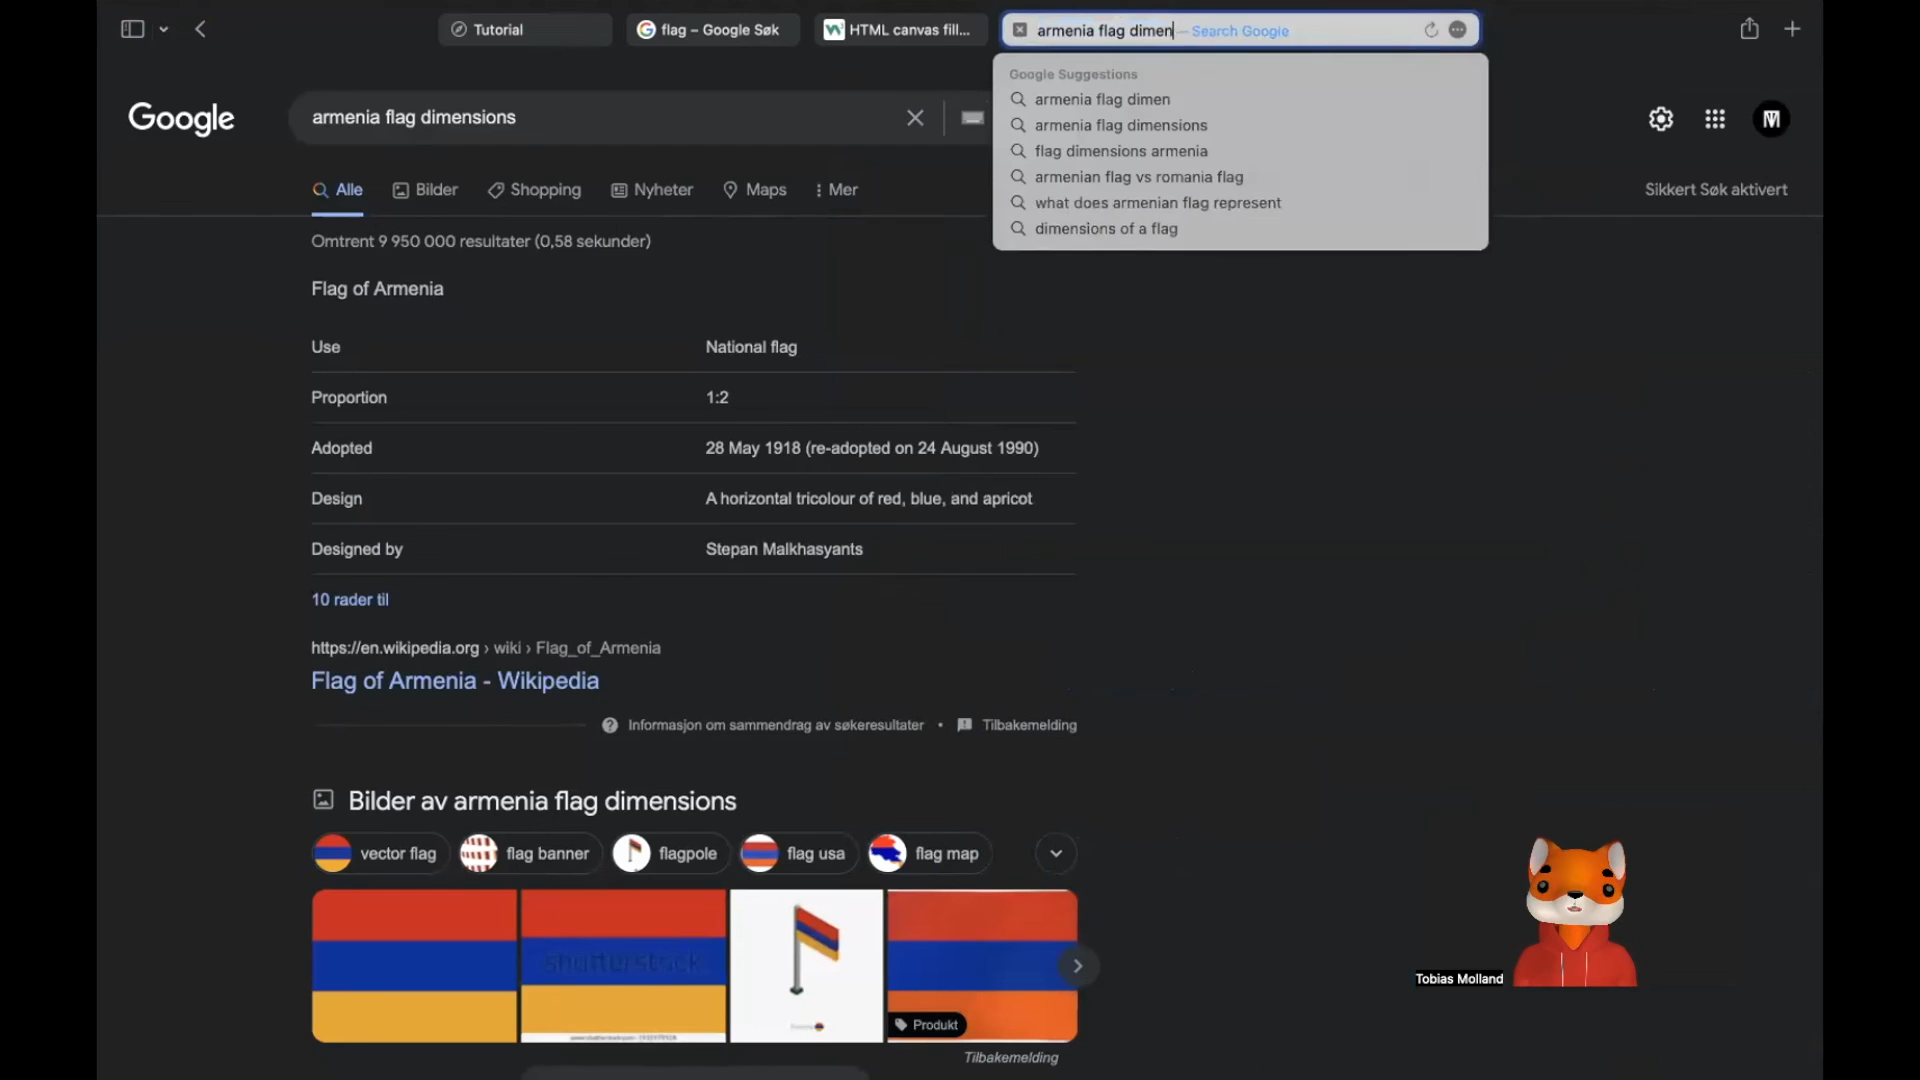 Tutorial
flag – Google Søk
HTML canvas fill...
armenia flag dimen — Search Google
Google Suggestions
armenia flag dimen
armenia flag dimensions
flag dimensions armenia
armenian flag vs romania flag
what does armenian flag represent
dimensions of a flag
Google
armenia flag dimensions
Alle
Bilder
Shopping
Nyheter
Maps
Mer
Sikkert Søk aktivert
Omtrent 9 950 000 resultater (0,58 sekunder)
Flag of Armenia
Use National flag
Proportion 1:2
Adopted 28 May 1918 (re-adopted on 24 August 1990)
Design A horizontal tricolour of red, blue, and apricot
Designed by Stepan Malkhasyants
10 rader til
https://en.wikipedia.org › wiki › Flag_of_Armenia
Flag of Armenia - Wikipedia
Informasjon om sammendrag av søkeresultater • Tilbakemelding
Bilder av armenia flag dimensions
vector flag
flag banner
flagpole
flag usa
flag map
shutterstock
Produkt
Tobias Molland
Tilbakemelding